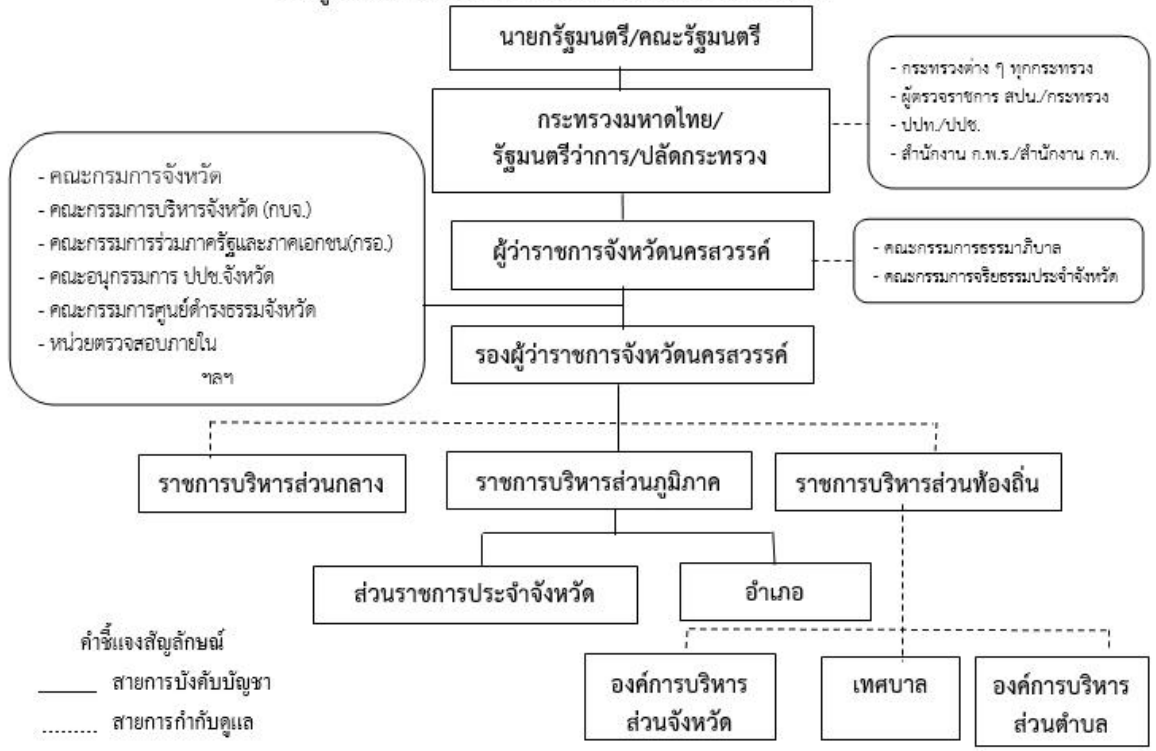 นายกรัฐมนตรี/คณะรัฐมนตรี
กระทรวงมหาดไทย/
รัฐมนตรีว่าการ/ปลัดกระทรวง
- กระทรวงต่าง ๆ ทุกกระทรวง
- ผู้ตรวจราชการ สปน./กระทรวง
- ปปท./ปปช.
- สำนักงาน ก.พ.ร./สำนักงาน ก.พ.
- คณะกรมการจังหวัด
- คณะกรรมการบริหารจังหวัด (กบจ.)
- คณะกรรมการร่วมภาครัฐและภาคเอกชน(กรอ.)
- คณะอนุกรรมการ ปปช.จังหวัด
- คณะกรรมการศูนย์ดำรงธรรมจังหวัด
- หน่วยตรวจสอบภายใน
ฯลฯ
ผู้ว่าราชการจังหวัดนครสวรรค์
- คณะกรรมการธรรมาภิบาล
- คณะกรรมการจริยธรรมประจำจังหวัด
รองผู้ว่าราชการจังหวัดนครสวรรค์
ราชการบริหารส่วนกลาง
ราชการบริหารส่วนภูมิภาค
ราชการบริหารส่วนท้องถิ่น
ส่วนราชการประจำจังหวัด
อำเภอ
องค์การบริหาร
ส่วนจังหวัด
เทศบาล
องค์การบริหาร
ส่วนตำบล
คำชี้แจงสัญลักษณ์
สายการบังคับบัญชา
สายการกำกับดูแล